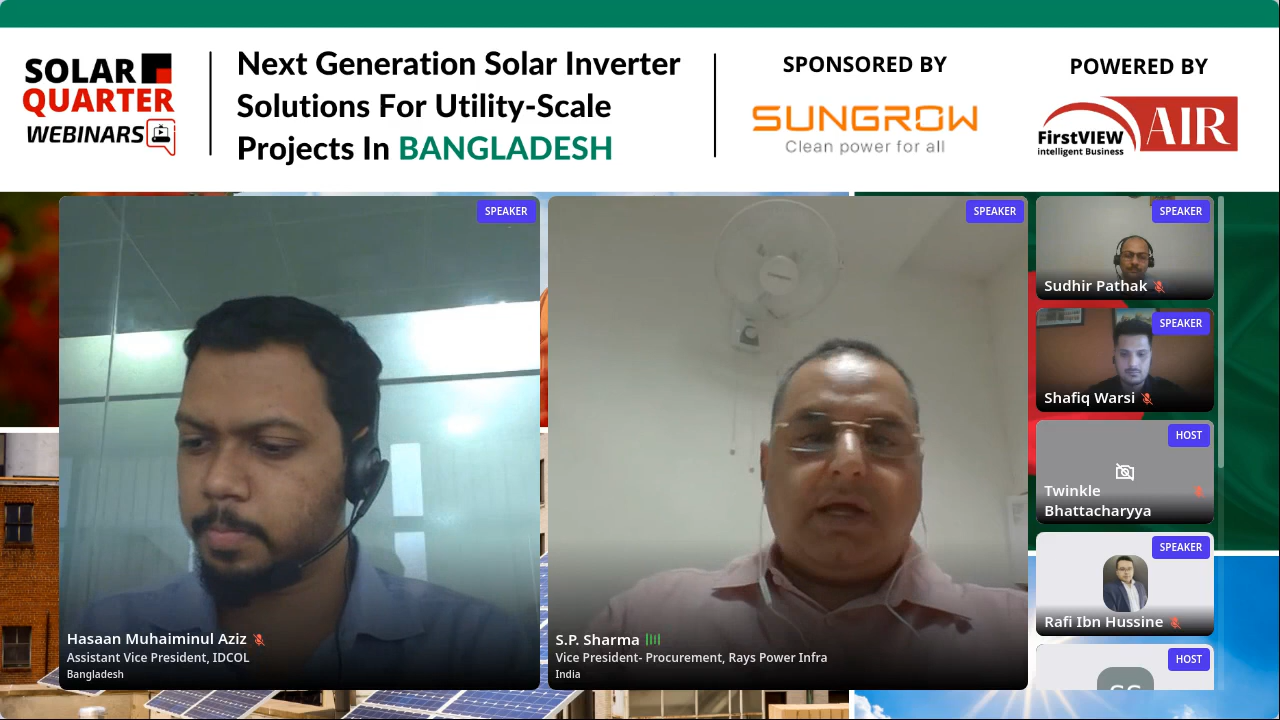 SOLAR
QUARTER
WEBINARS
Next Generation Solar Inverter
Solutions For Utility-Scale
Projects In BANGLADESH
SPONSORED BY
SUNGROW
Clean power for all
POWERED BY
FirstVIEW
intelligent Business
AIR
SPEAKER
Hasaan Muhaiminul Aziz
Assistant Vice President, IDCOL
Bangladesh
SPEAKER
S.P. Sharma
Vice President- Procurement, Rays Power Infra
India
SPEAKER
Sudhir Pathak
SPEAKER
Shafiq Warsi
HOST
Twinkle
Bhattacharyya
SPEAKER
Rafi Ibn Hussine
HOST